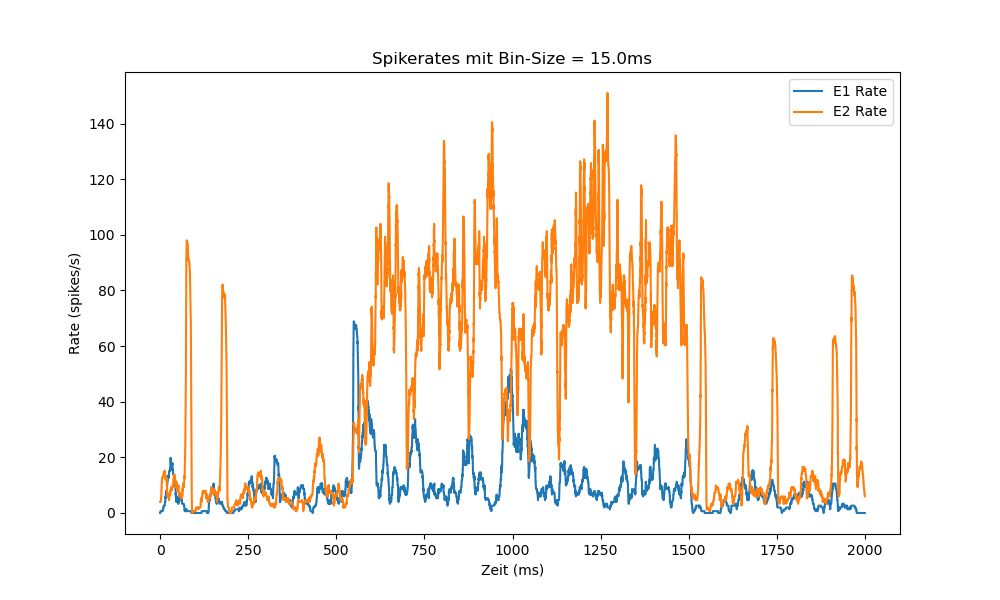 Spikerates mit Bin-Size = 15.0ms
E1 Rate
E2 Rate
Rate (spikes/s)
140
120
100
80
60
40
20
0
0 250 500 750 1000 1250 1500 1750 2000
Zeit (ms)